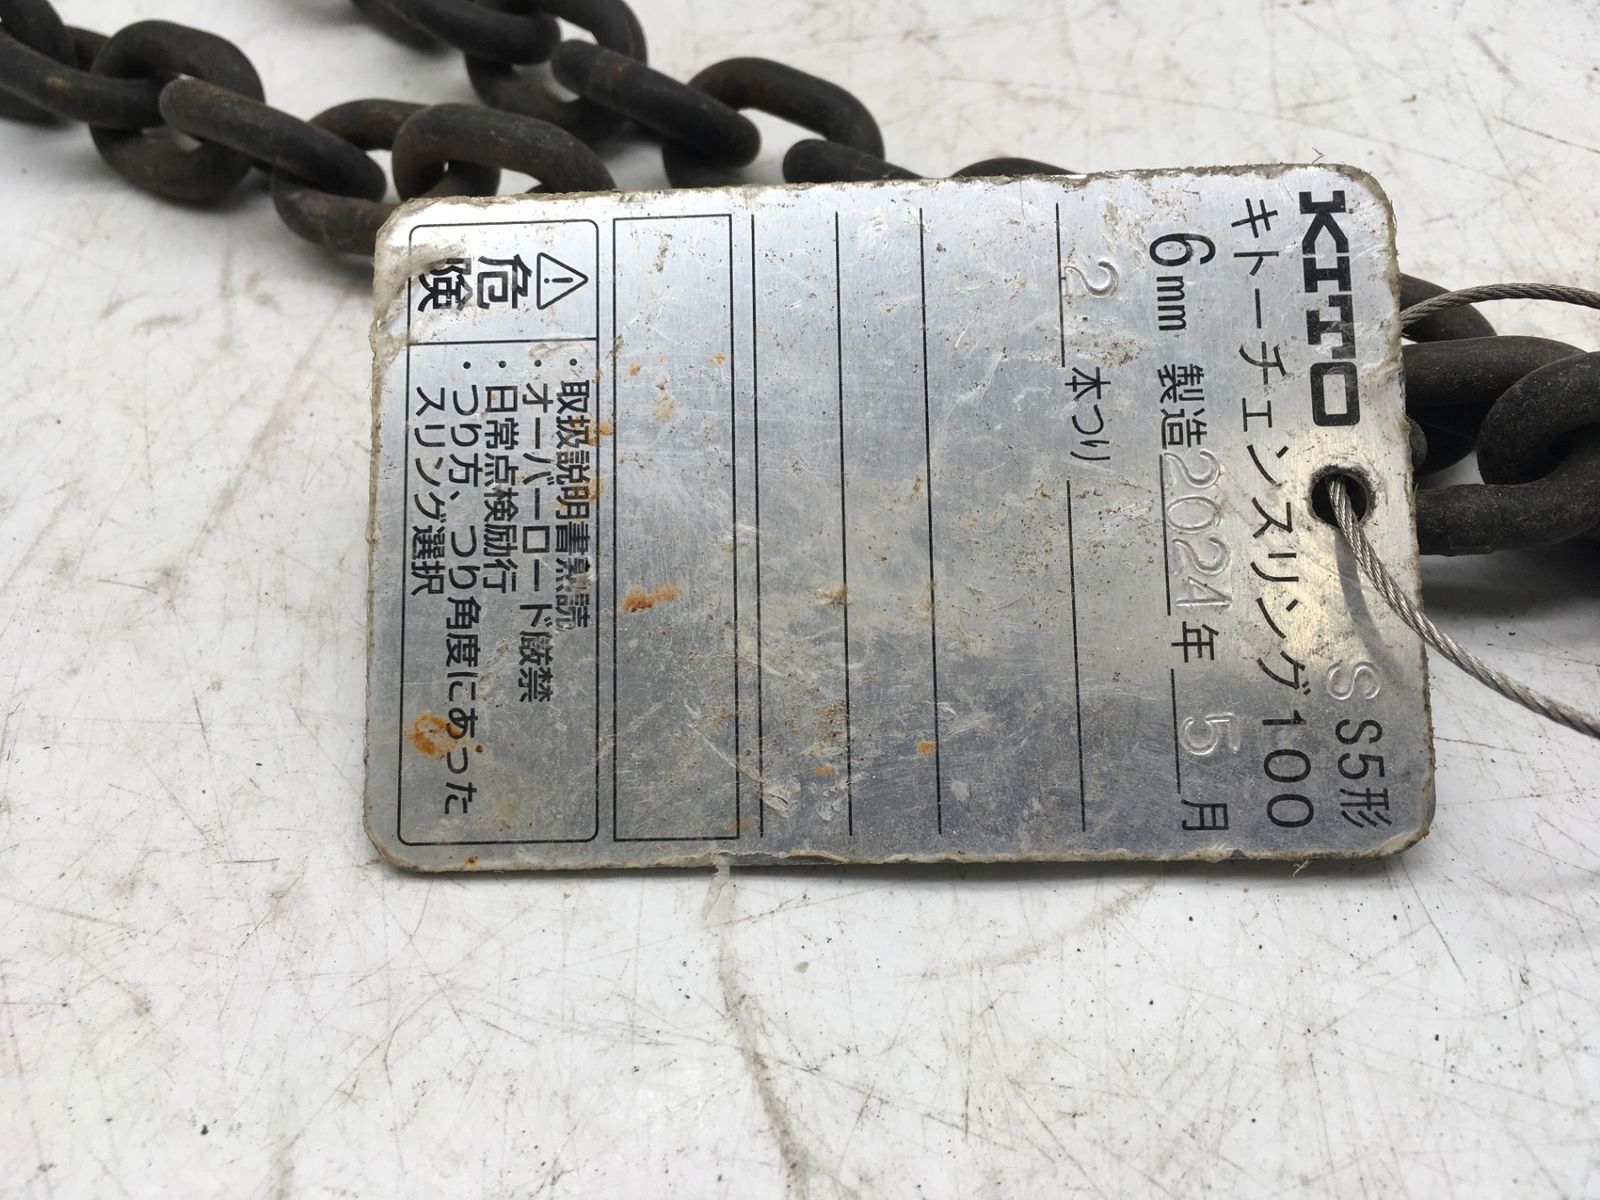 KITO S S5形
キトーチェンスリング100
6mm 製造2024年5月
2本つり
危険
・取扱説明書熟読
・オーバーロード厳禁
・日常点検励行
・つり方、つり角度にあった
スリング選択